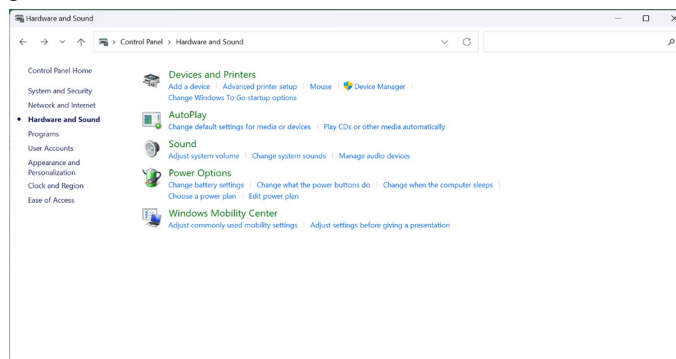 Hardware and Sound
Control Panel > Hardware and Sound
Control Panel Home
System and Security
Network and Internet
Hardware and Sound
Programs
User Accounts
Appearance and
Personalization
Clock and Region
Ease of Access
Devices and Printers
Add a device | Advanced printer setup | Mouse | Device Manager |
Change Windows To Go startup options
AutoPlay
Change default settings for media or devices | Play CDs or other media automatically
Sound
Adjust system volume | Change system sounds | Manage audio devices
Power Options
Change battery settings | Change what the power buttons do | Change when the computer sleeps |
Choose a power plan | Edit power plan
Windows Mobility Center
Adjust commonly used mobility settings | Adjust settings before giving a presentation